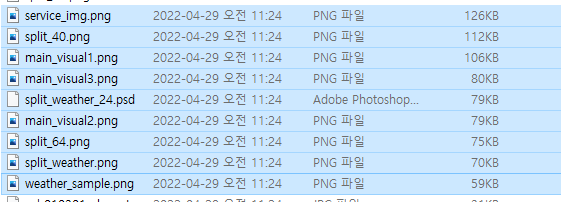 service_img.png 2022-04-29 오전 11:24 PNG 파일 126KB
split_40.png 2022-04-29 오전 11:24 PNG 파일 112KB
main_visual1.png 2022-04-29 오전 11:24 PNG 파일 106KB
main_visual3.png 2022-04-29 오전 11:24 PNG 파일 80KB
split_weather_24.psd 2022-04-29 오전 11:24 Adobe Photoshop... 79KB
main_visual2.png 2022-04-29 오전 11:24 PNG 파일 79KB
split_64.png 2022-04-29 오전 11:24 PNG 파일 75KB
split_weather.png 2022-04-29 오전 11:24 PNG 파일 70KB
weather_sample.png 2022-04-29 오전 11:24 PNG 파일 59KB